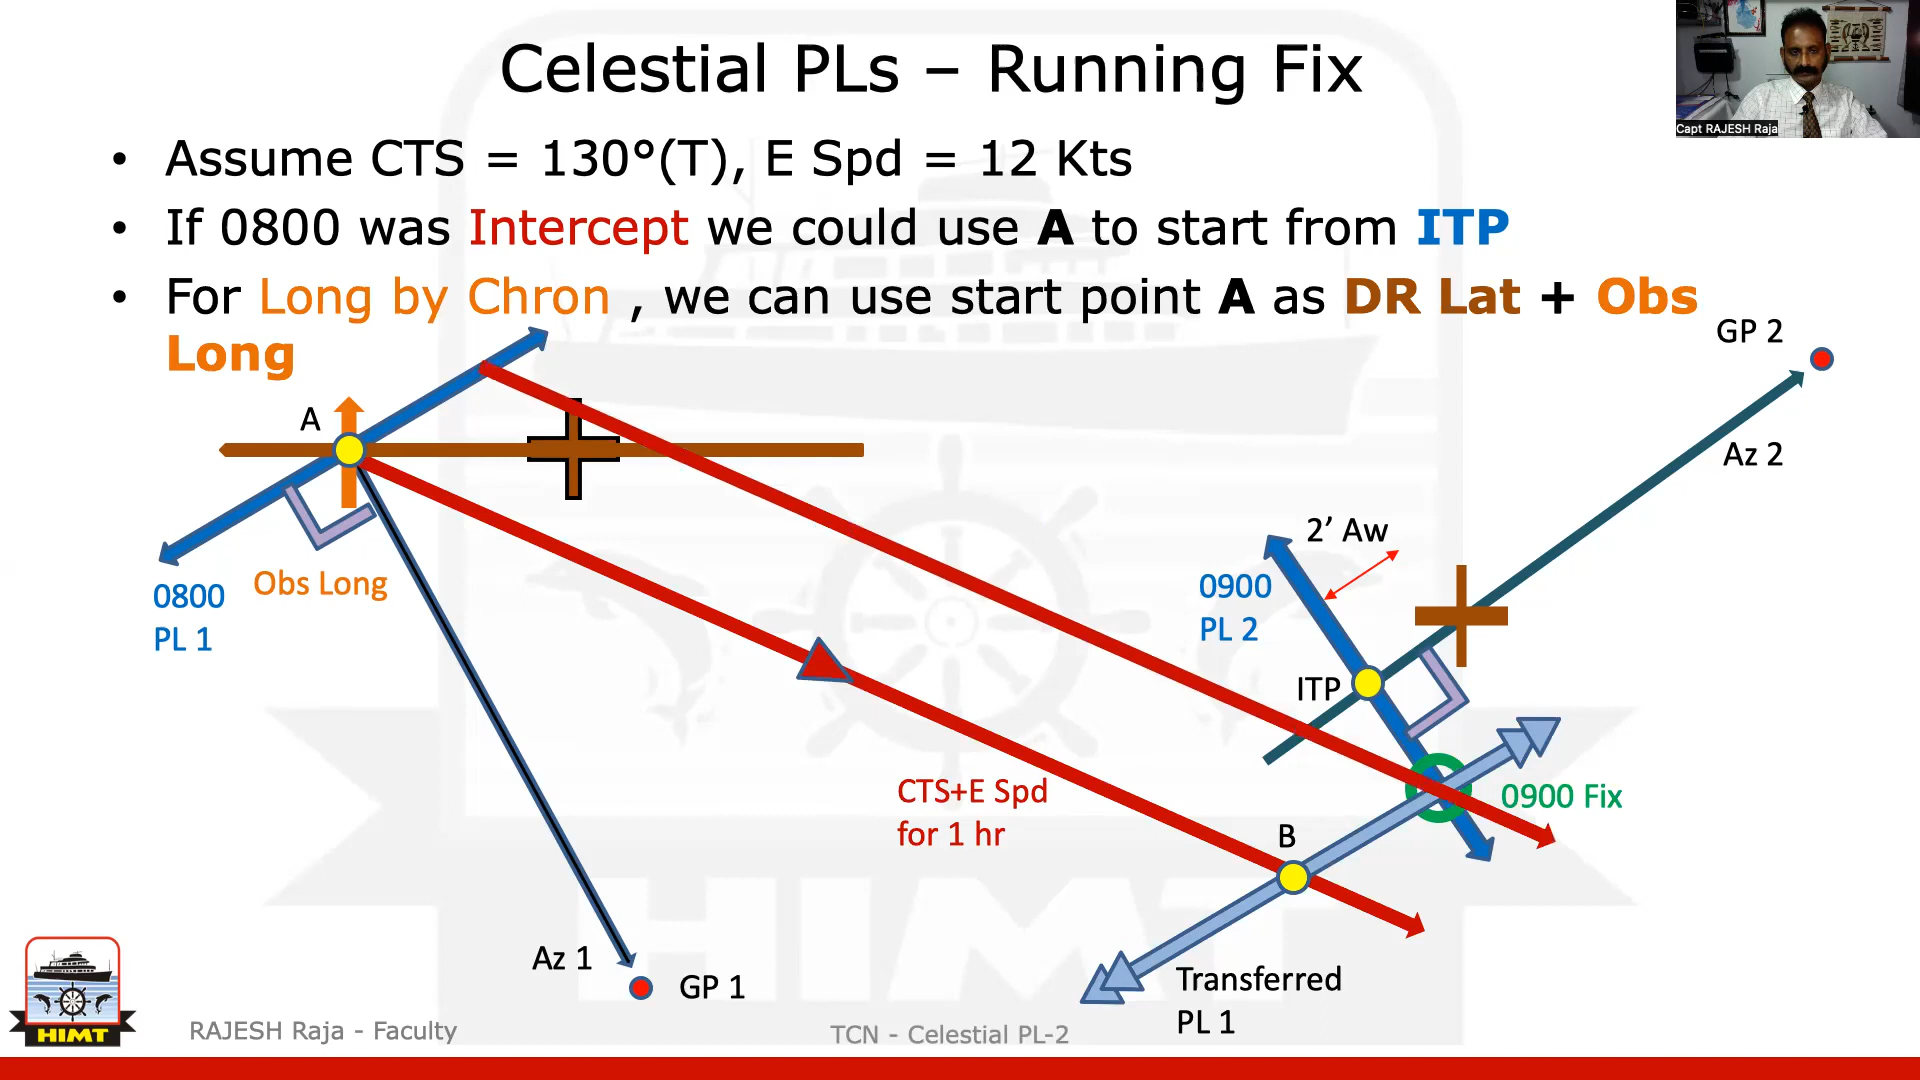 Celestial PLs – Running Fix
Capt RAJESH Raja
• Assume CTS = 130°(T), E Spd = 12 Kts
• If 0800 was Intercept we could use A to start from ITP
• For Long by Chron , we can use start point A as DR Lat + Obs
Long
GP 2
A
Az 2
2’ Aw
0800
PL 1
Obs Long
0900
PL 2
ITP
CTS+E Spd
for 1 hr
0900 Fix
B
Az 1
GP 1
Transferred
PL 1
HIMT
HIMT
RAJESH Raja - Faculty
TCN - Celestial PL-2